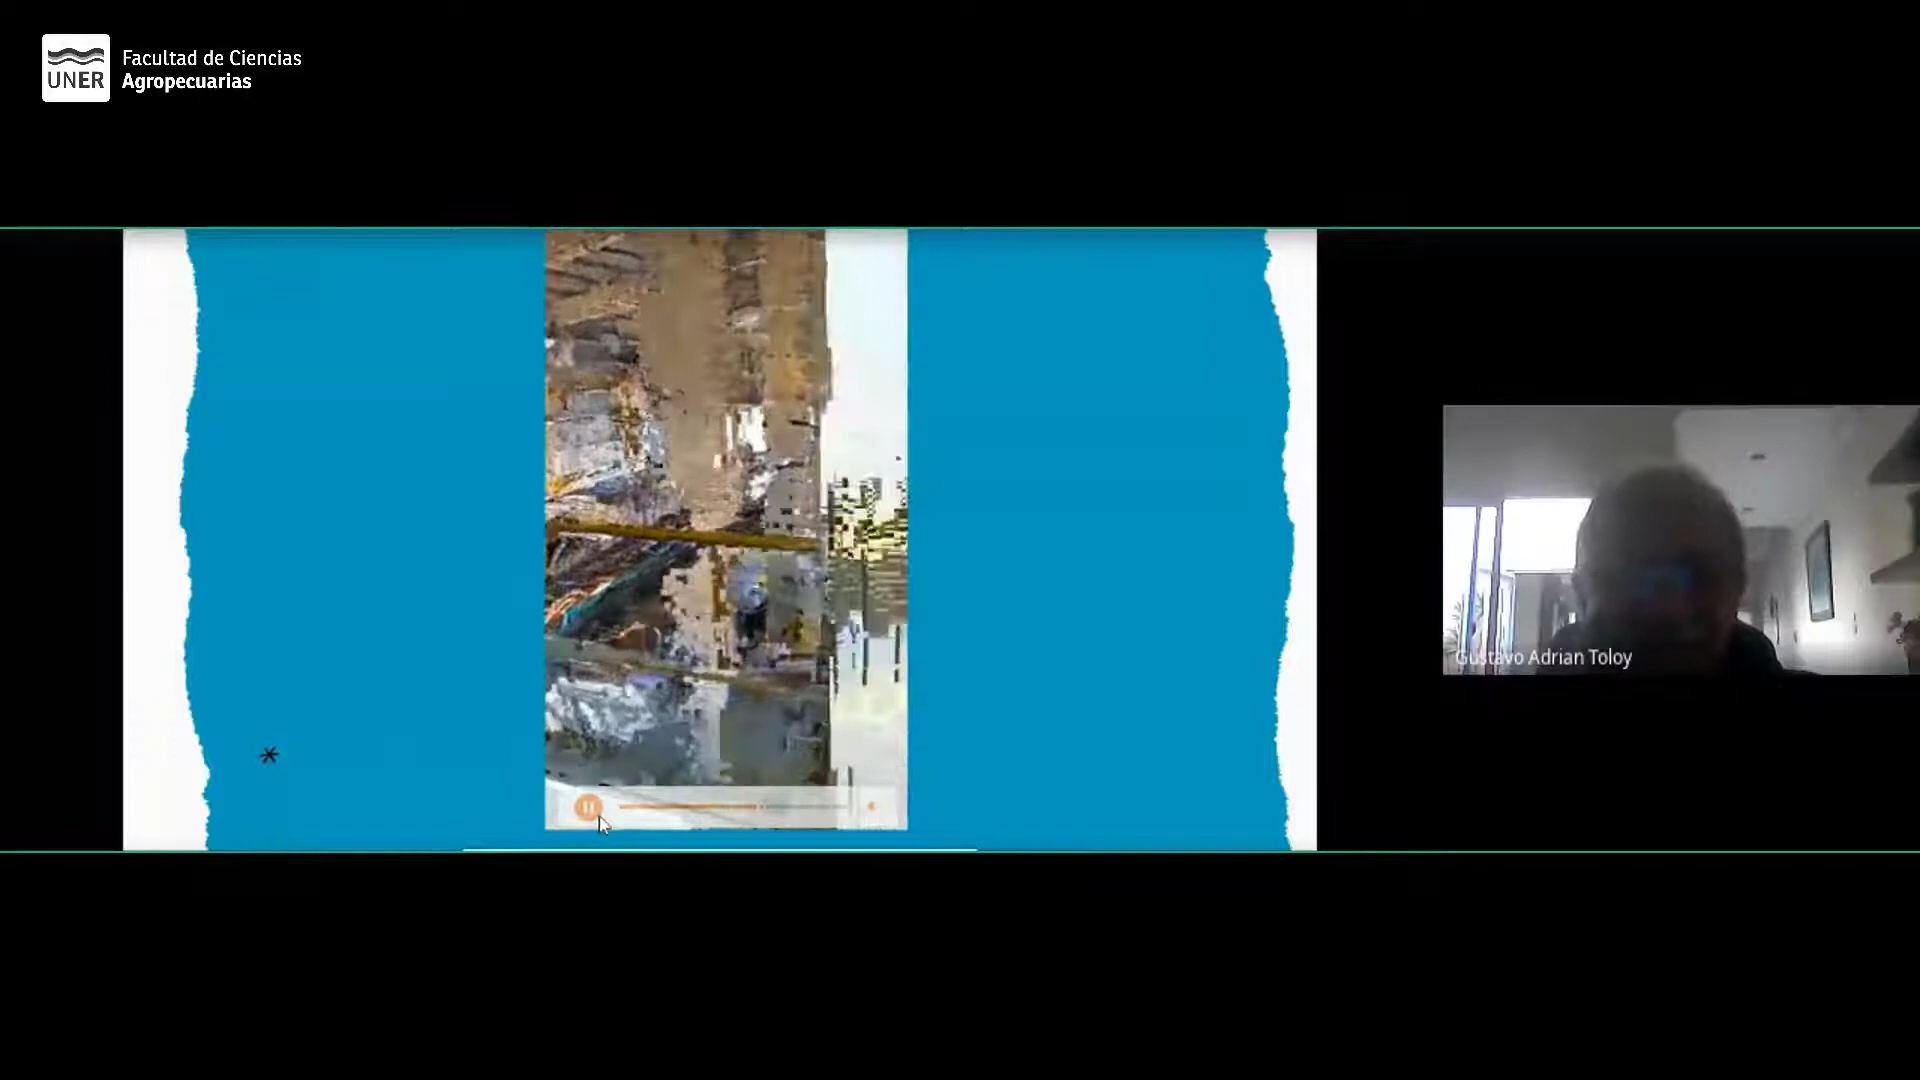 UNER
Facultad de Ciencias
Agropecuarias
*
Gustavo Adrian Toloy